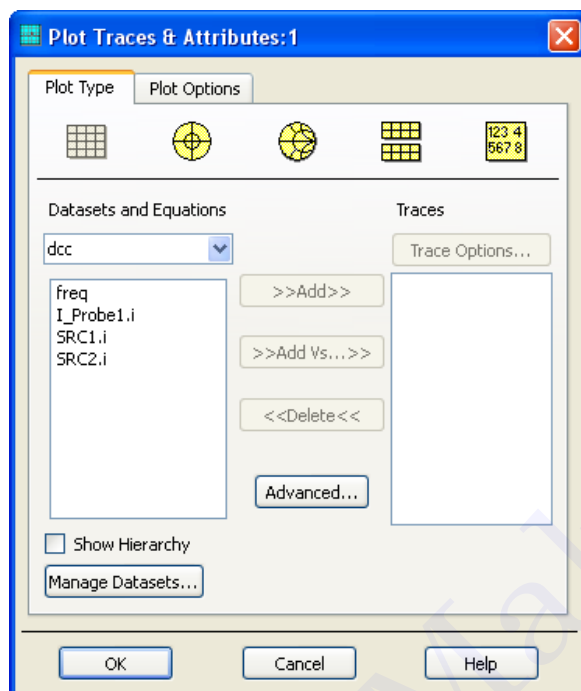 Plot Traces & Attributes:1
Plot Type Plot Options
123 4
567 8
Datasets and Equations Traces
dcc Trace Options...
freq
I_Probe1.i
SRC1.i
SRC2.i
>>Add>>
>>Add Vs...>>
<<Delete<<
Advanced...
Show Hierarchy
Manage Datasets...
OK Cancel Help